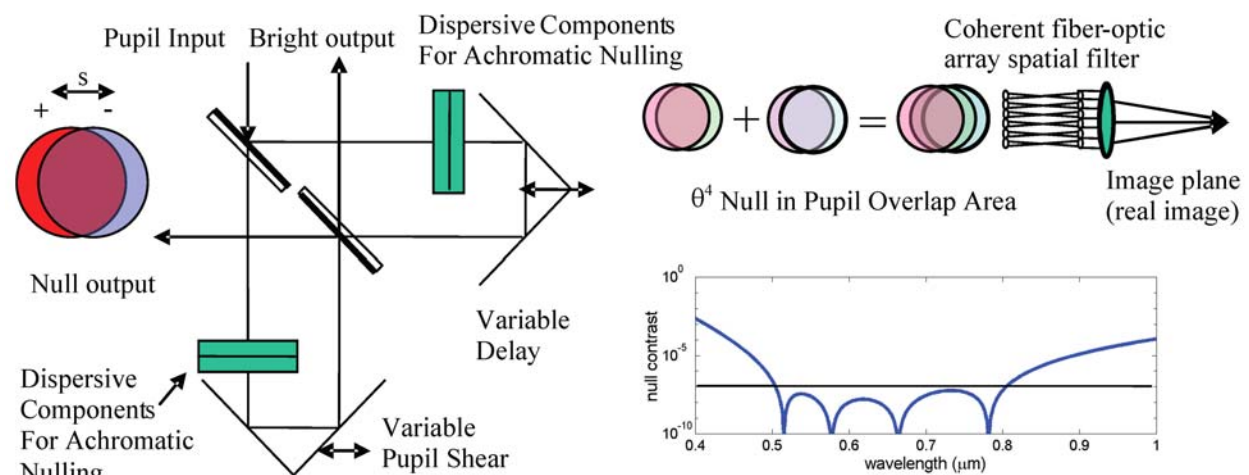 Pupil Input
Bright output
Dispersive Components
For Achromatic Nulling
S
+
-
Null output
Variable
Delay
Dispersive
Components
For Achromatic
Nulling
Variable
Pupil Shear
Coherent fiber-optic
array spatial filter
+
=
θ⁴ Null in Pupil Overlap Area
Image plane
(real image)
null contrast
10⁰
10⁻⁵
10⁻¹⁰
0.4
0.5
0.6
0.7
0.8
0.9
1
wavelength (μm)